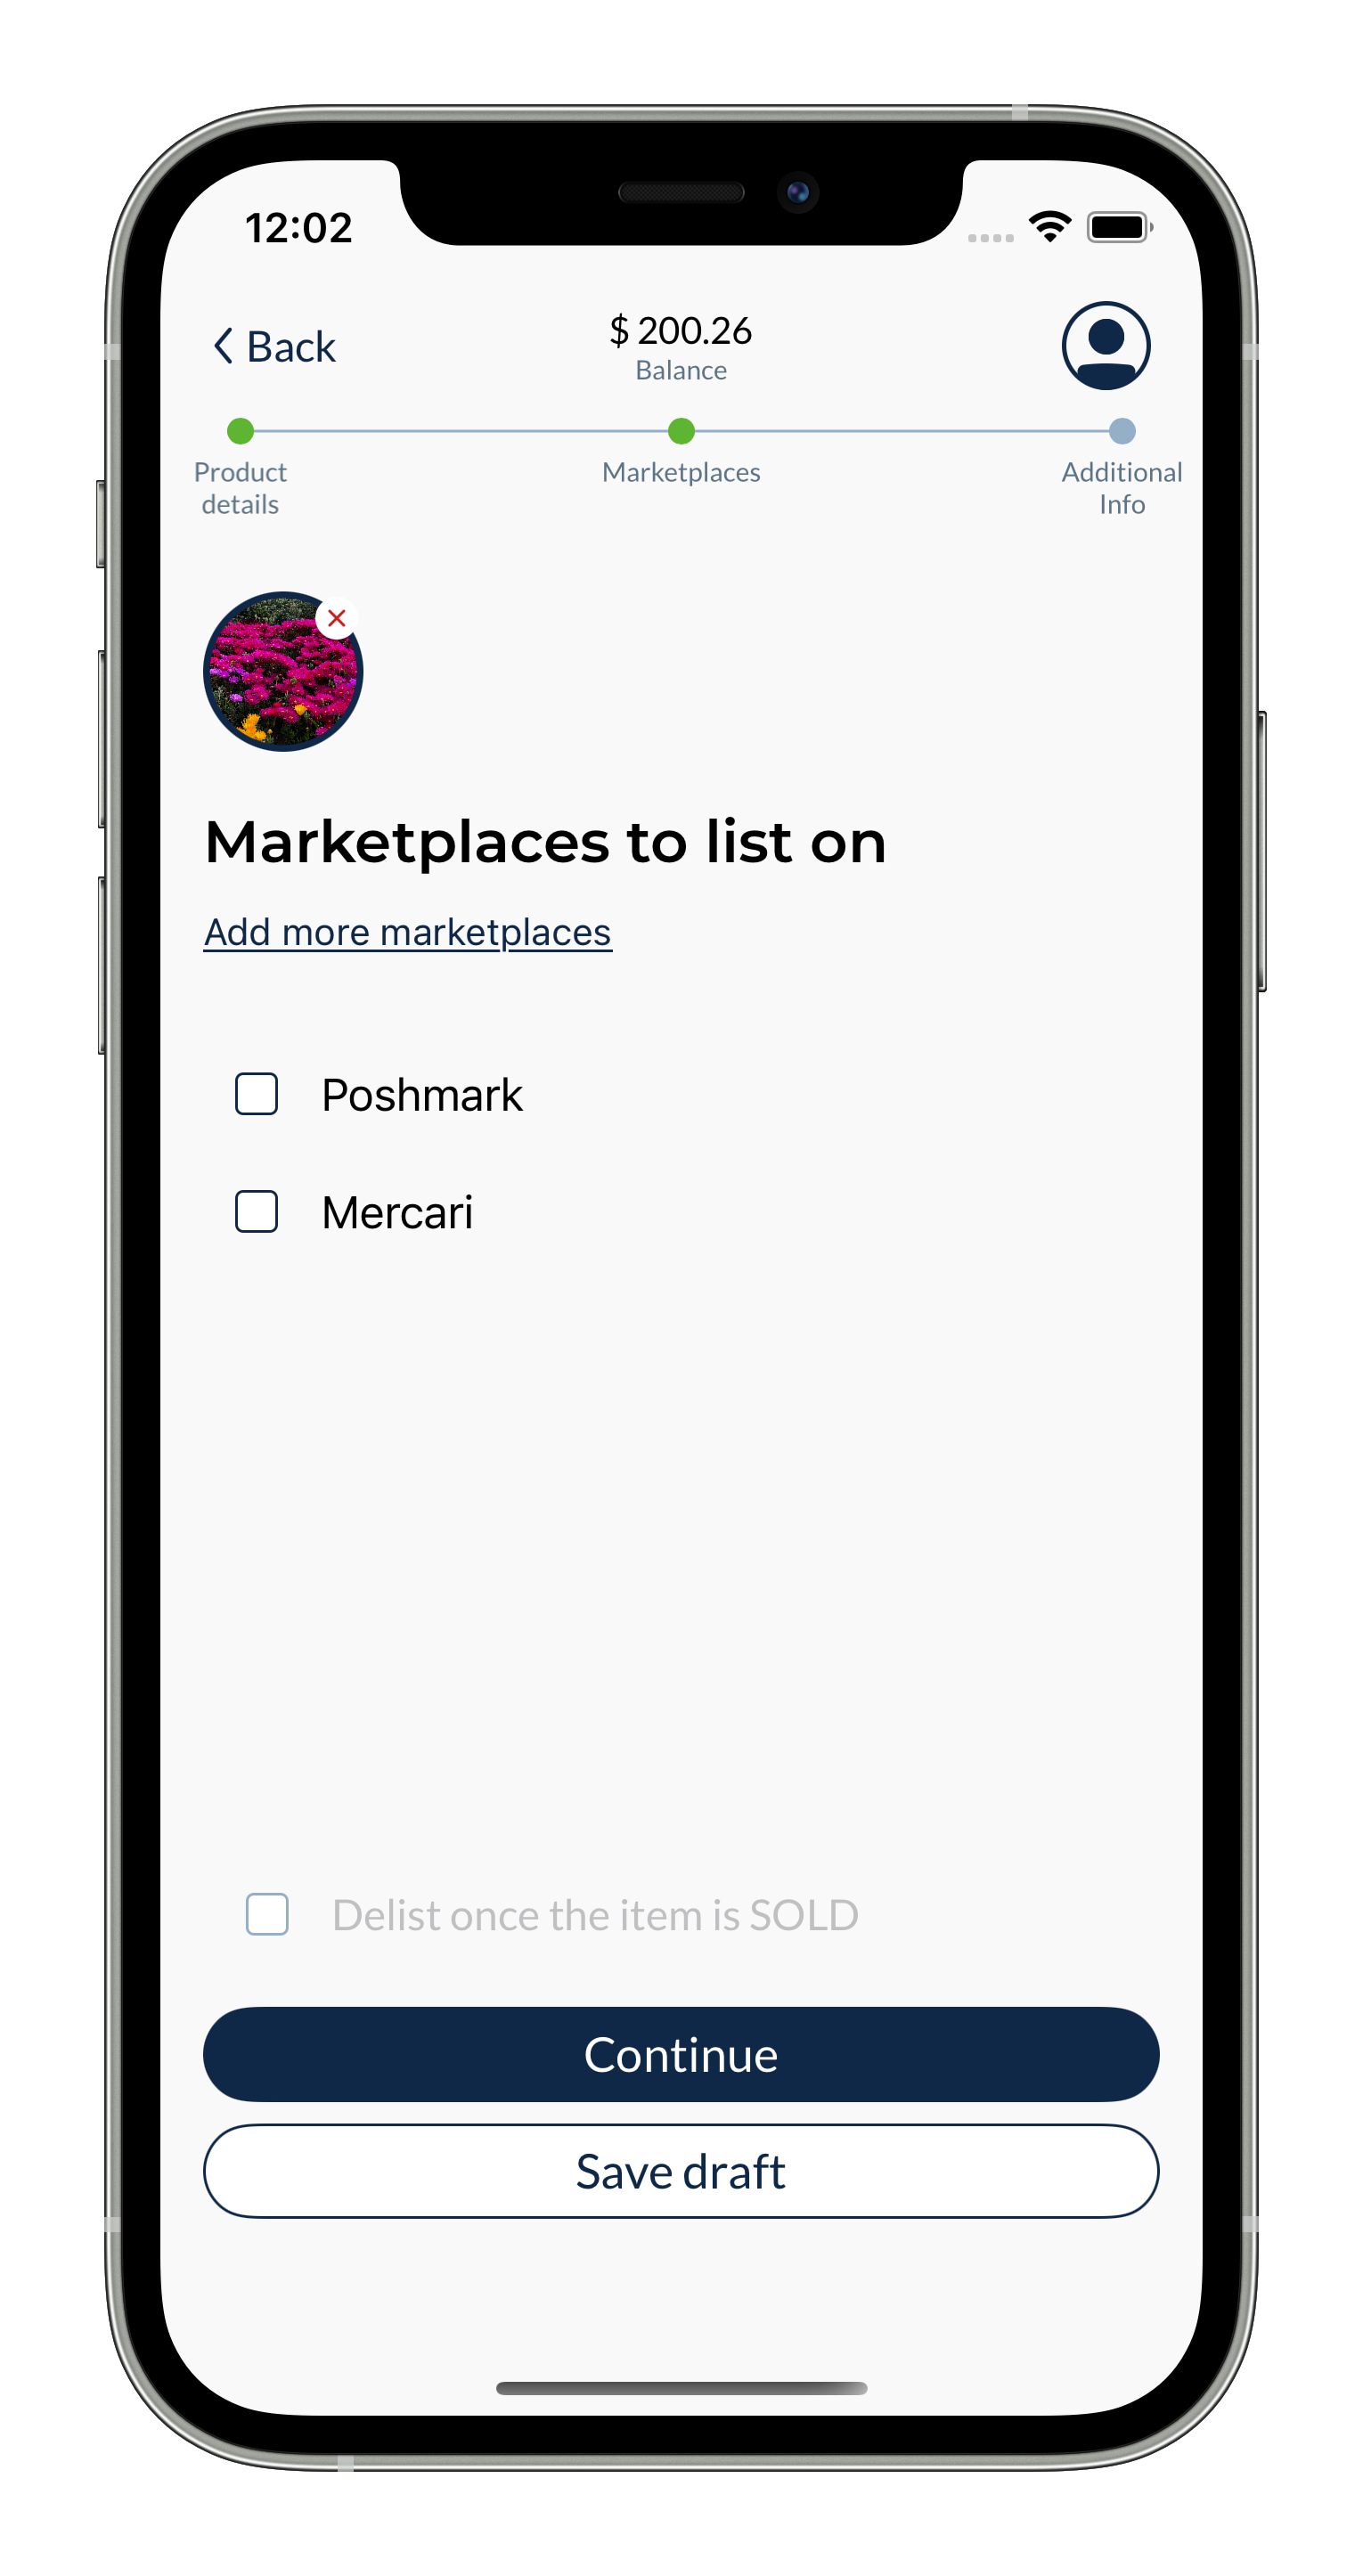 12:02
Back
$ 200.26
Balance
Product
details
Marketplaces
Additional
Info
Marketplaces to list on
Add more marketplaces
Poshmark
Mercari
Delist once the item is SOLD
Continue
Save draft